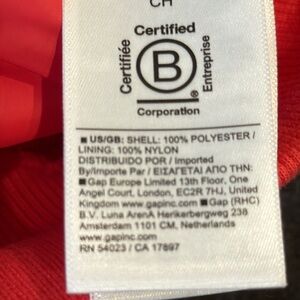 CH
Certified
Certifiée
B
®
Entreprise
Corporation
■ US/GB: SHELL: 100% POLYESTER /
LINING: 100% NYLON
DISTRIBUIDO POR / Imported
By/Importe Par / ΕΙΣΑΓΕΤΑΙ ΑΠΟ ΤΗΝ:
■ Gap Europe Limited 13th Floor, One
Angel Court, London, EC2R 7HJ, United
Kingdom www.gapinc.com ■ Gap (RHC)
B.V. Luna ArenA Herikerbergweg 238
Amsterdam 1101 CM, Netherlands
www.gapinc.com
RN 54023 / CA 17897